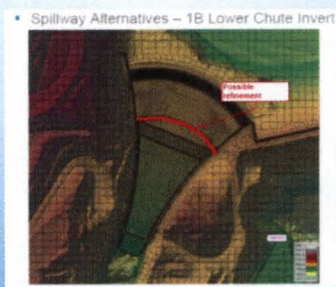 ▪ Spillway Alternatives – 1B Lower Chute Invert
Possible
refinement